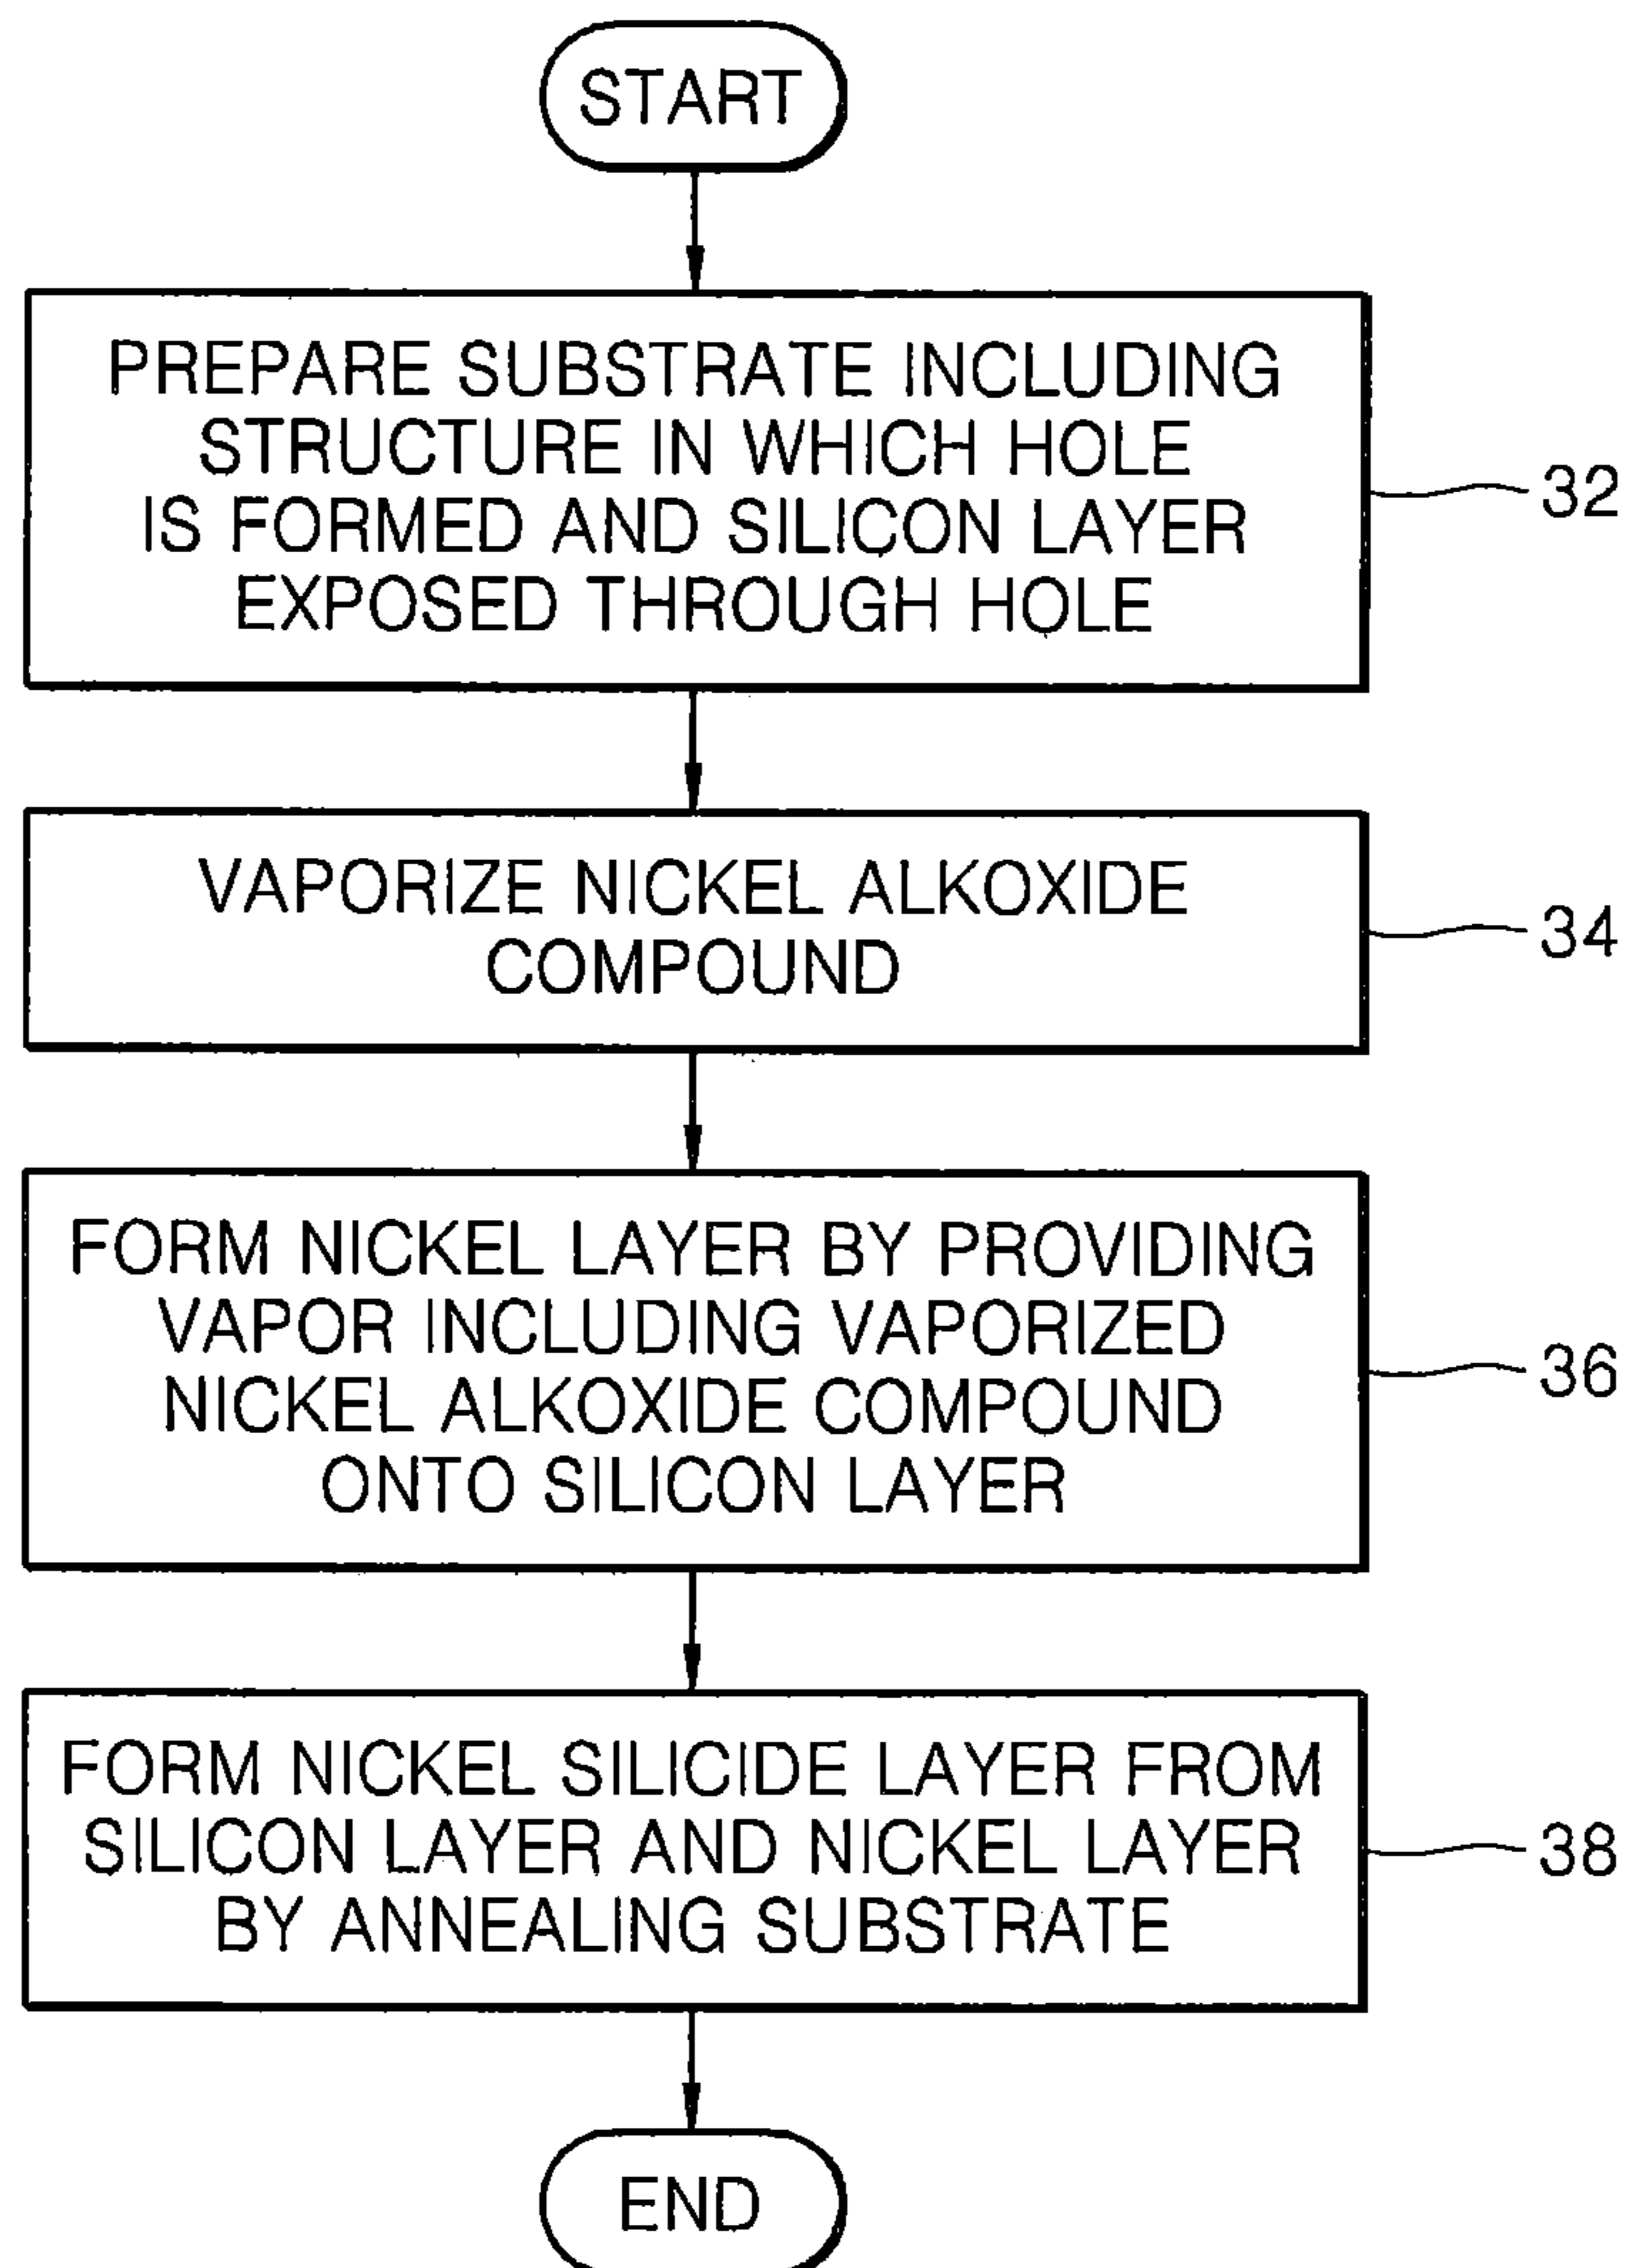 START
PREPARE SUBSTRATE INCLUDING
STRUCTURE IN WHICH HOLE
IS FORMED AND SILICON LAYER
EXPOSED THROUGH HOLE
32
VAPORIZE NICKEL ALKOXIDE
COMPOUND
34
FORM NICKEL LAYER BY PROVIDING
VAPOR INCLUDING VAPORIZED
NICKEL ALKOXIDE COMPOUND
ONTO SILICON LAYER
36
FORM NICKEL SILICIDE LAYER FROM
SILICON LAYER AND NICKEL LAYER
BY ANNEALING SUBSTRATE
38
END